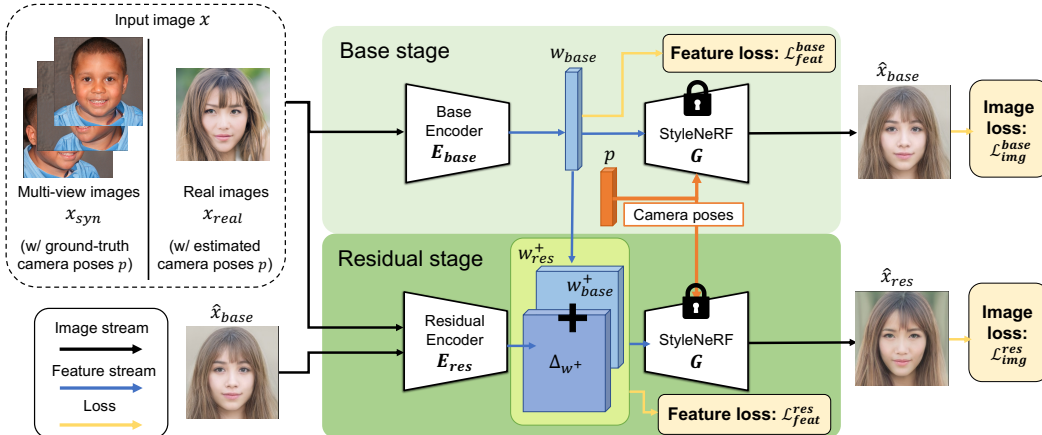 Input image x
Multi-view images
x_syn
(w/ ground-truth
camera poses p)
Real images
x_real
(w/ estimated
camera poses p)
Image stream
Feature stream
Loss
x̂_base
Base stage
Base
Encoder
E_base
w_base
Feature loss: ℒ_feat^base
StyleNeRF
G
p
Camera poses
x̂_base
Image
loss:
ℒ_img^base
Residual stage
Residual
Encoder
E_res
w_res^+
w_base^+
+
Δ_w+
StyleNeRF
G
Feature loss: ℒ_feat^res
x̂_res
Image
loss:
ℒ_img^res